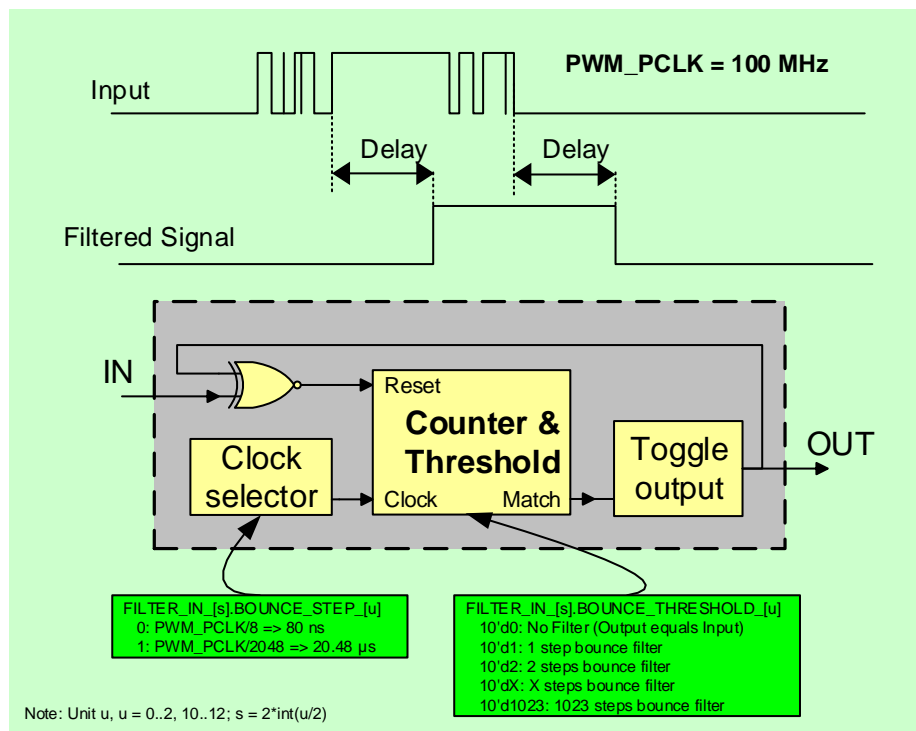 PWM_PCLK = 100 MHz
Input
Delay
Delay
Filtered Signal
IN
Reset
Counter &
Threshold
Clock
Match
Clock
selector
Toggle
output
OUT
FILTER_IN_[s].BOUNCE_STEP_[u]
0: PWM_PCLK/8 => 80 ns
1: PWM_PCLK/2048 => 20.48 µs
FILTER_IN_[s].BOUNCE_THRESHOLD_[u]
10'd0: No Filter (Output equals Input)
10'd1: 1 step bounce filter
10'd2: 2 steps bounce filter
10'dX: X steps bounce filter
10'd1023: 1023 steps bounce filter
Note: Unit u, u = 0..2, 10..12; s = 2*int(u/2)